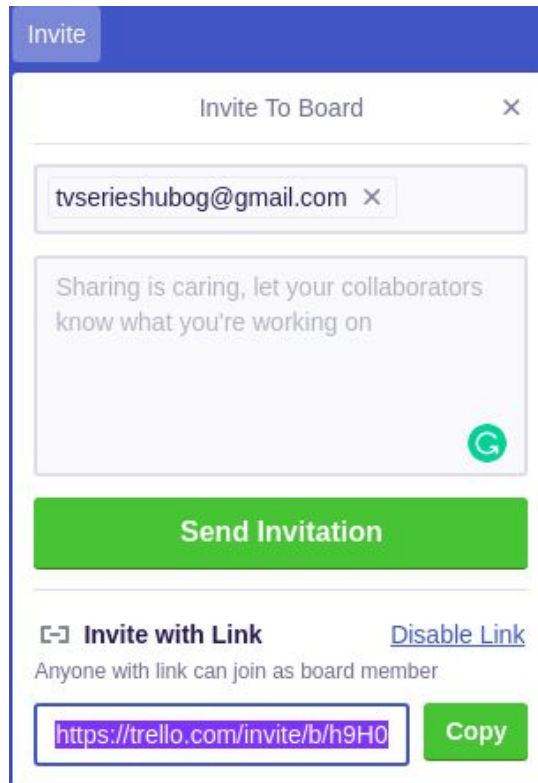 Invite
Invite To Board
tvserieshubog@gmail.com
Sharing is caring, let your collaborators
know what you're working on
Send Invitation
Invite with Link
Disable Link
Anyone with link can join as board member
https://trello.com/invite/b/h9H0
Copy